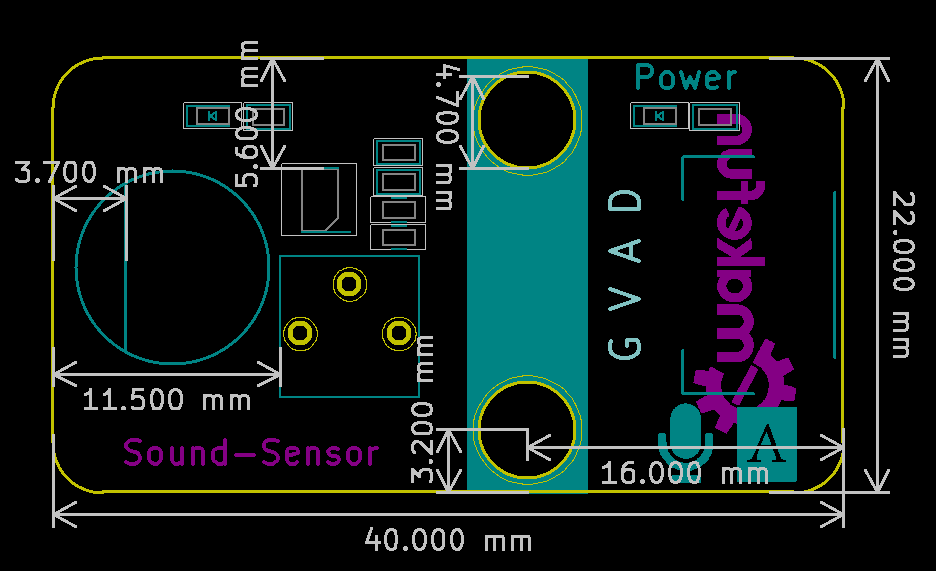 Power
5.600 mm
4.700 mm
3.700 mm
22.000 mm
G V A D
wakstnu
11.500 mm
3.200 mm
Sound-Sensor
A
16.000 mm
40.000 mm